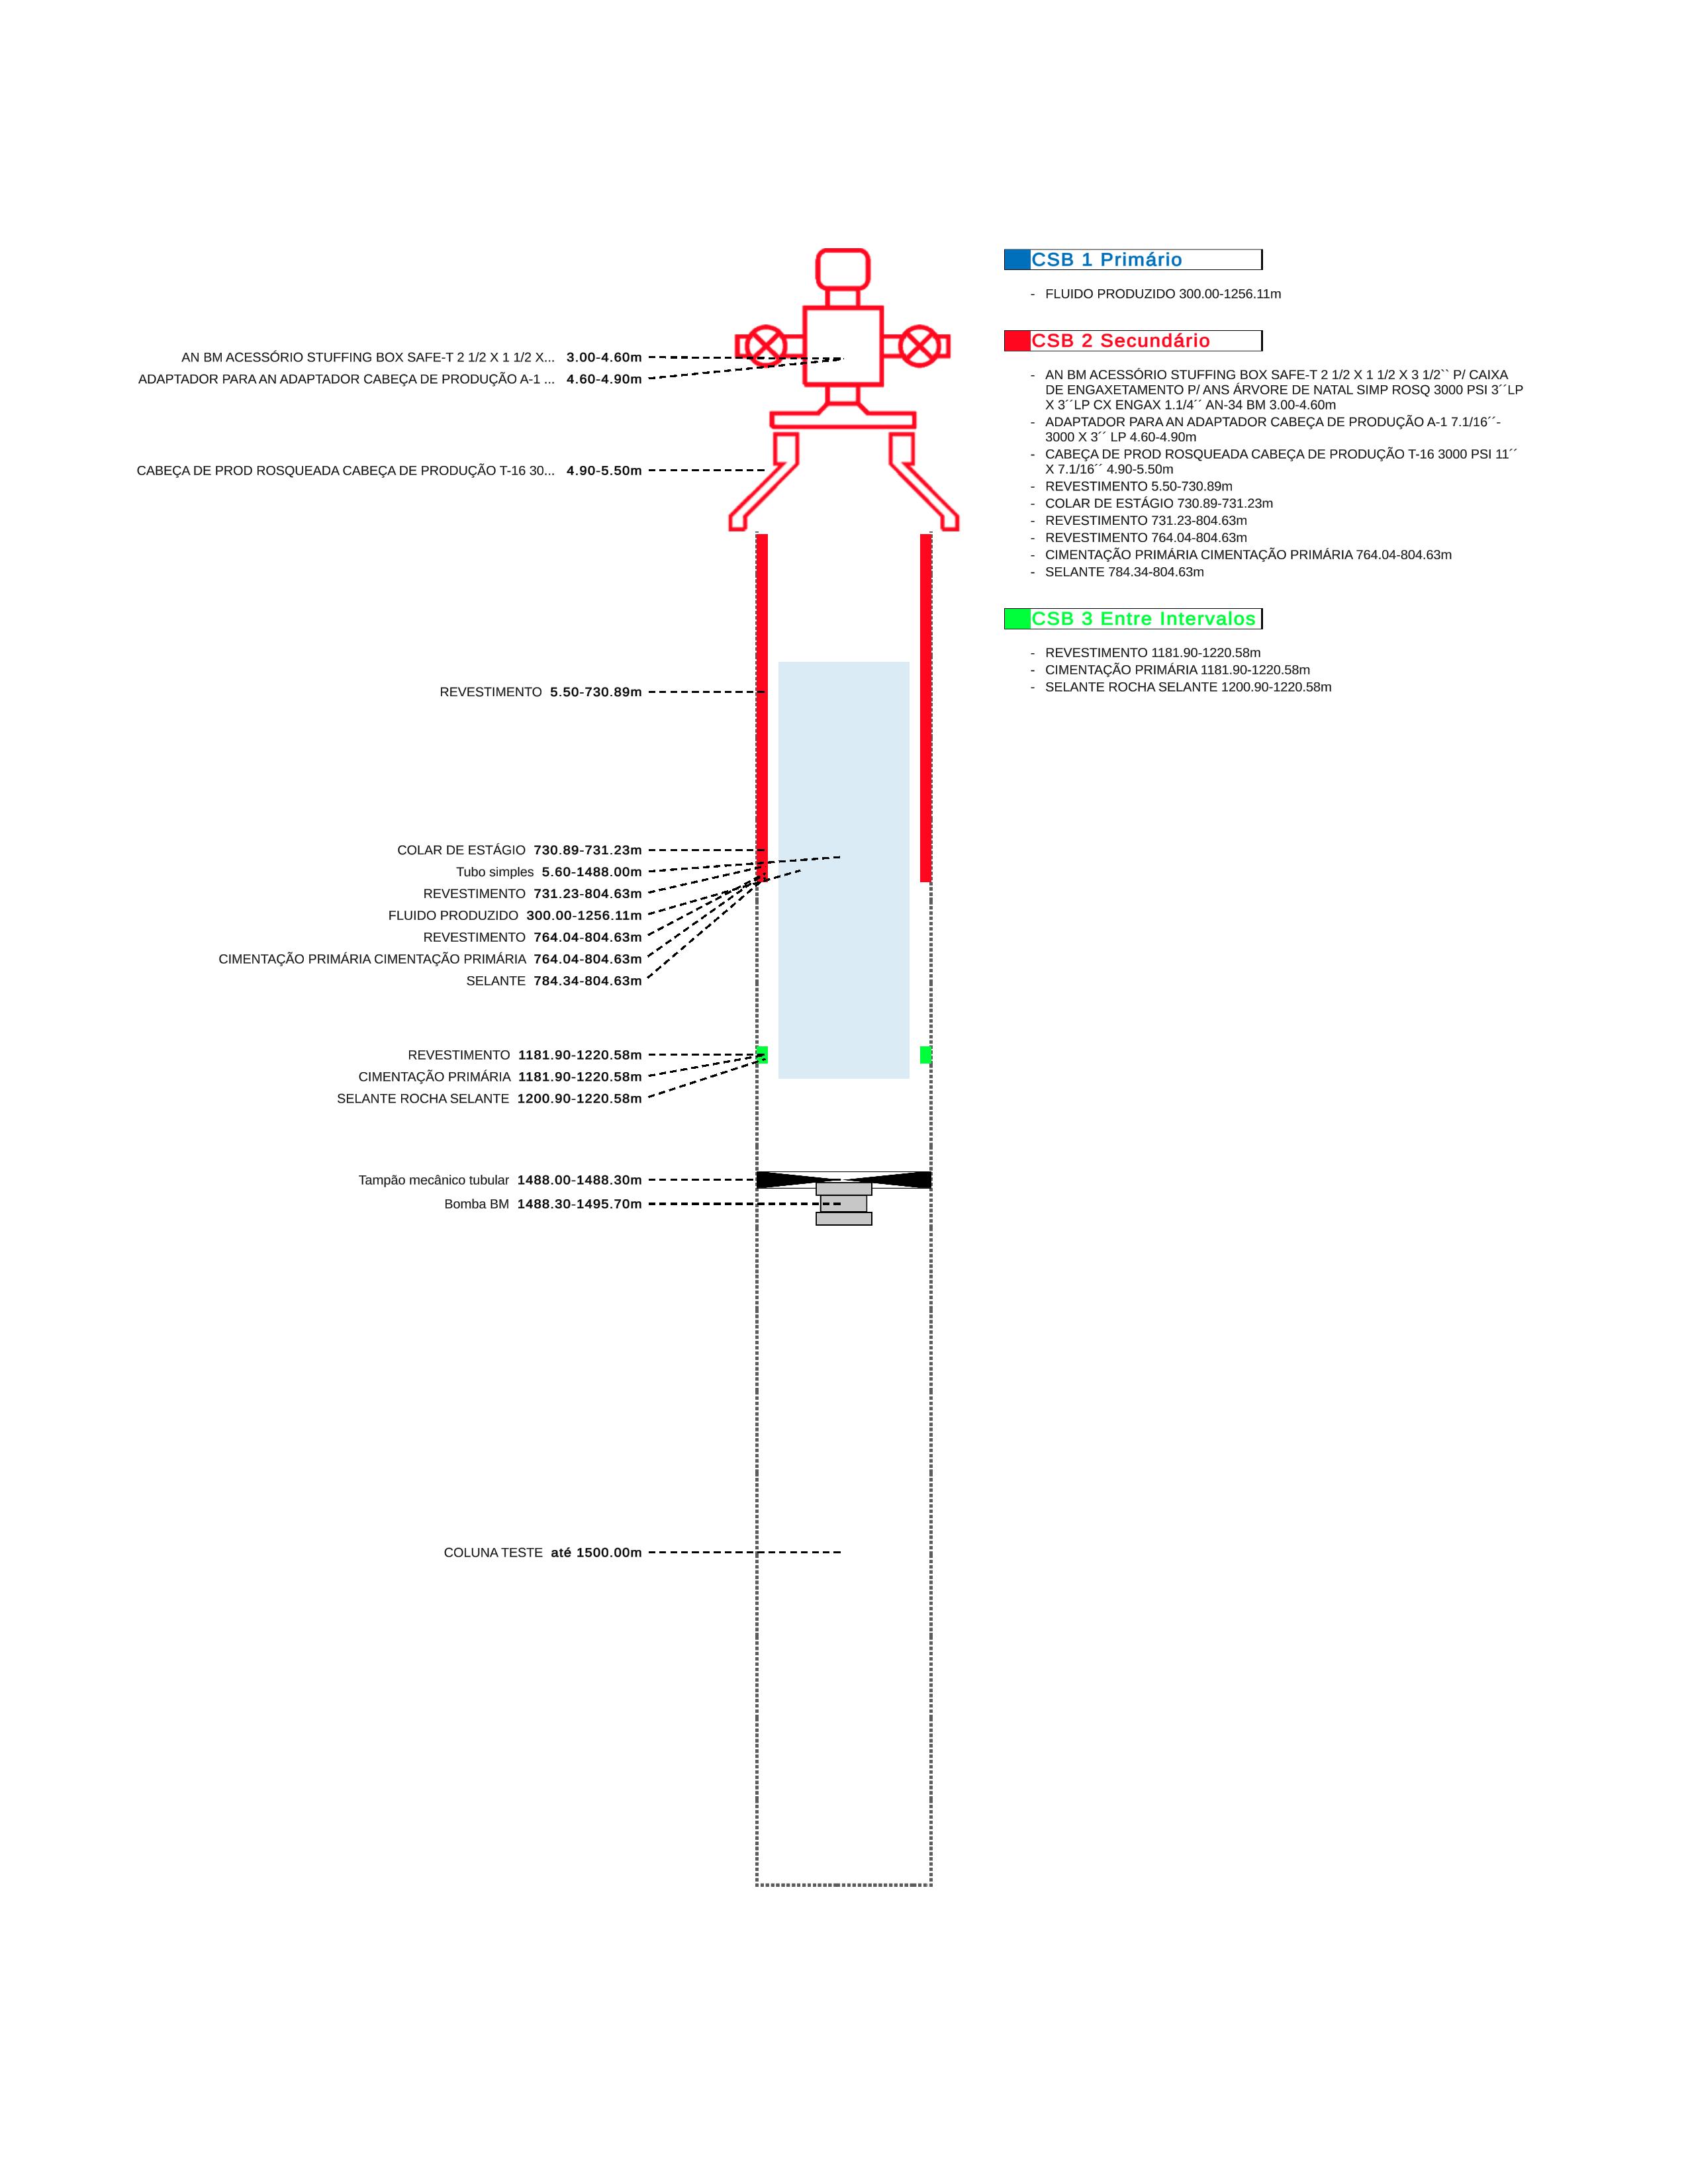 AN BM ACESSÓRIO STUFFING BOX SAFE-T 2 1/2 X 1 1/2 X... 3.00-4.60m
ADAPTADOR PARA AN ADAPTADOR CABEÇA DE PRODUÇÃO A-1 ... 4.60-4.90m
CABEÇA DE PROD ROSQUEADA CABEÇA DE PRODUÇÃO T-16 30... 4.90-5.50m
REVESTIMENTO 5.50-730.89m
COLAR DE ESTÁGIO 730.89-731.23m
Tubo simples 5.60-1488.00m
REVESTIMENTO 731.23-804.63m
FLUIDO PRODUZIDO 300.00-1256.11m
REVESTIMENTO 764.04-804.63m
CIMENTAÇÃO PRIMÁRIA CIMENTAÇÃO PRIMÁRIA 764.04-804.63m
SELANTE 784.34-804.63m
REVESTIMENTO 1181.90-1220.58m
CIMENTAÇÃO PRIMÁRIA 1181.90-1220.58m
SELANTE ROCHA SELANTE 1200.90-1220.58m
Tampão mecânico tubular 1488.00-1488.30m
Bomba BM 1488.30-1495.70m
COLUNA TESTE até 1500.00m
CSB 1 Primário
- FLUIDO PRODUZIDO 300.00-1256.11m
CSB 2 Secundário
- AN BM ACESSÓRIO STUFFING BOX SAFE-T 2 1/2 X 1 1/2 X 3 1/2`` P/ CAIXA
DE ENGAXETAMENTO P/ ANS ÁRVORE DE NATAL SIMP ROSQ 3000 PSI 3´´LP
X 3´´LP CX ENGAX 1.1/4´´ AN-34 BM 3.00-4.60m
- ADAPTADOR PARA AN ADAPTADOR CABEÇA DE PRODUÇÃO A-1 7.1/16´´-
3000 X 3´´ LP 4.60-4.90m
- CABEÇA DE PROD ROSQUEADA CABEÇA DE PRODUÇÃO T-16 3000 PSI 11´´
X 7.1/16´´ 4.90-5.50m
- REVESTIMENTO 5.50-730.89m
- COLAR DE ESTÁGIO 730.89-731.23m
- REVESTIMENTO 731.23-804.63m
- REVESTIMENTO 764.04-804.63m
- CIMENTAÇÃO PRIMÁRIA CIMENTAÇÃO PRIMÁRIA 764.04-804.63m
- SELANTE 784.34-804.63m
CSB 3 Entre Intervalos
- REVESTIMENTO 1181.90-1220.58m
- CIMENTAÇÃO PRIMÁRIA 1181.90-1220.58m
- SELANTE ROCHA SELANTE 1200.90-1220.58m